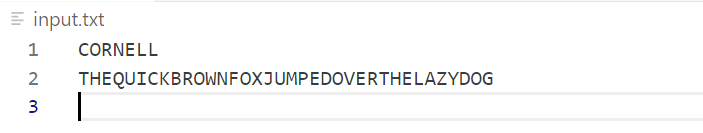 input.txt
1 CORNELL
2 THEQUICKBROWNFOXJUMPEDOVERTHELAZYDOG
3